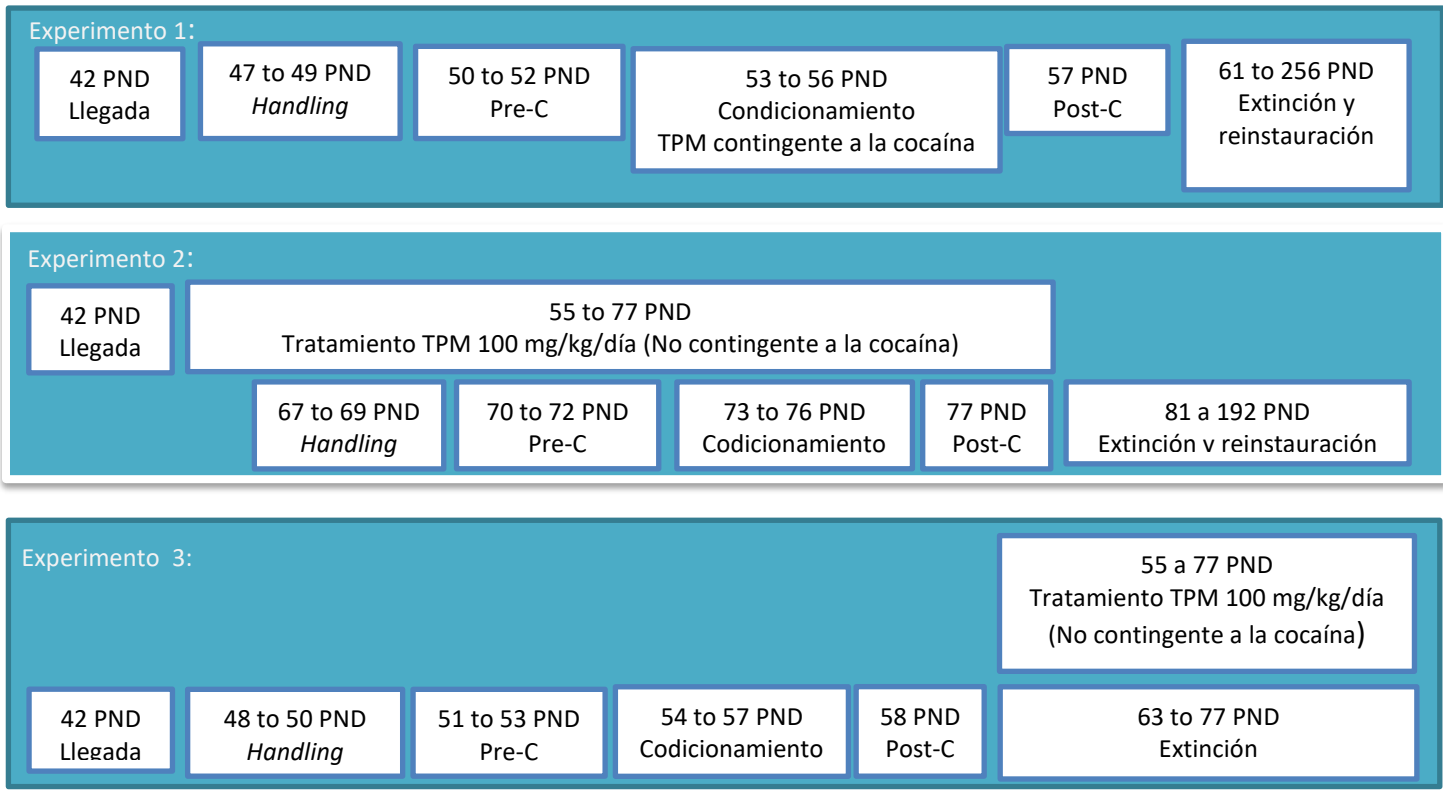 Experimento 1:
42 PND
Llegada
47 to 49 PND
Handling
50 to 52 PND
Pre-C
53 to 56 PND
Condicionamiento
TPM contingente a la cocaína
57 PND
Post-C
61 to 256 PND
Extinción y
reinstauración
Experimento 2:
42 PND
Llegada
55 to 77 PND
Tratamiento TPM 100 mg/kg/día (No contingente a la cocaína)
67 to 69 PND
Handling
70 to 72 PND
Pre-C
73 to 76 PND
Codicionamiento
77 PND
Post-C
81 a 192 PND
Extinción y reinstauración
Experimento 3:
55 a 77 PND
Tratamiento TPM 100 mg/kg/día
(No contingente a la cocaína)
42 PND
Llegada
48 to 50 PND
Handling
51 to 53 PND
Pre-C
54 to 57 PND
Codicionamiento
58 PND
Post-C
63 to 77 PND
Extinción